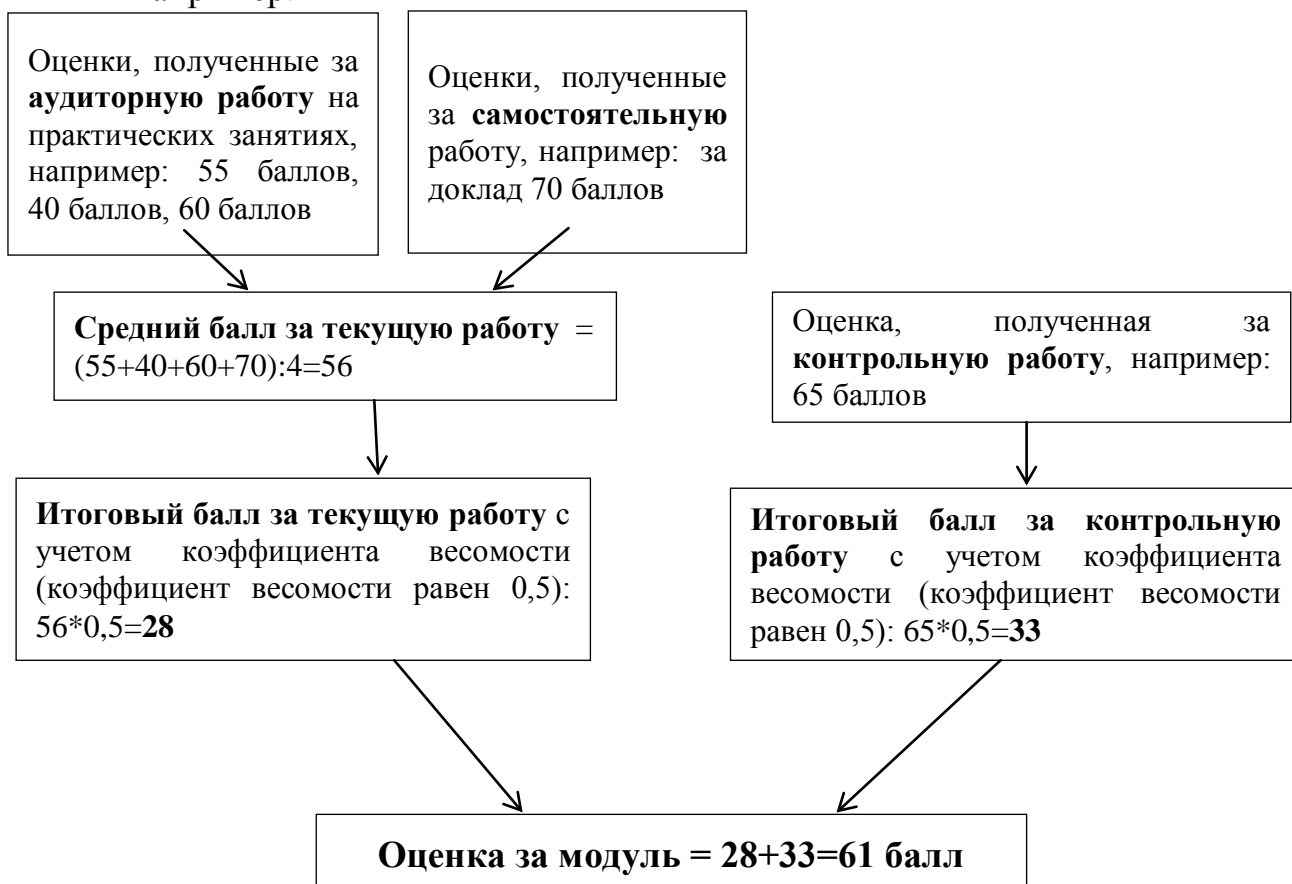 Оценки, полученные за
аудиторную работу на
практических занятиях,
например: 55 баллов,
40 баллов, 60 баллов
Оценки, полученные
за самостоятельную
работу, например: за
доклад 70 баллов
Средний балл за текущую работу =
(55+40+60+70):4=56
Оценка, полученная за
контрольную работу, например:
65 баллов
Итоговый балл за текущую работу с
учетом коэффициента весомости
(коэффициент весомости равен 0,5):
56*0,5=28
Итоговый балл за контрольную
работу с учетом коэффициента
весомости (коэффициент весомости
равен 0,5): 65*0,5=33
Оценка за модуль = 28+33=61 балл